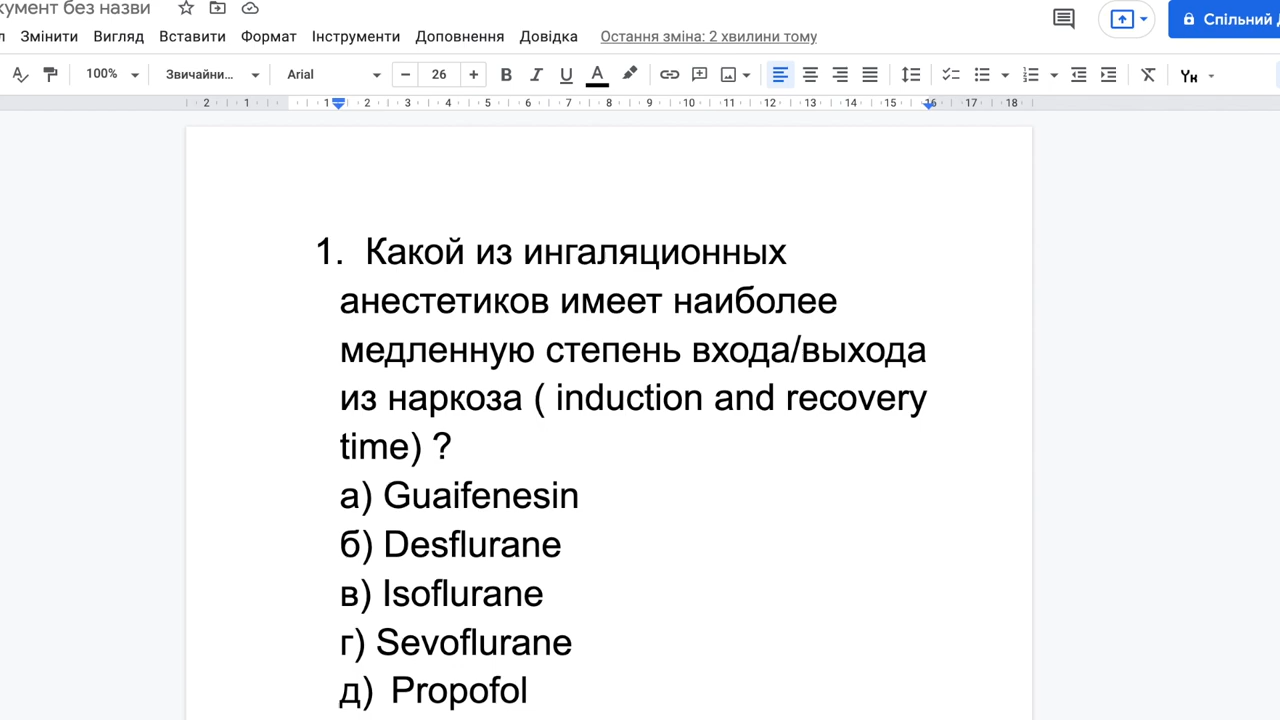 кумент без назви
Змінити Вигляд Вставити Формат Інструменти Доповнення Довідка Остання зміна: 2 хвилини тому Спільний
100% Звичайни... Arial 26 B I U A
2 1 1 2 3 4 5 6 7 8 9 10 11 12 13 14 15 16 17 18
1. Какой из ингаляционных
анестетиков имеет наиболее
медленную степень входа/выхода
из наркоза ( induction and recovery
time) ?
а) Guaifenesin
б) Desflurane
в) Isoflurane
г) Sevoflurane
д) Propofol